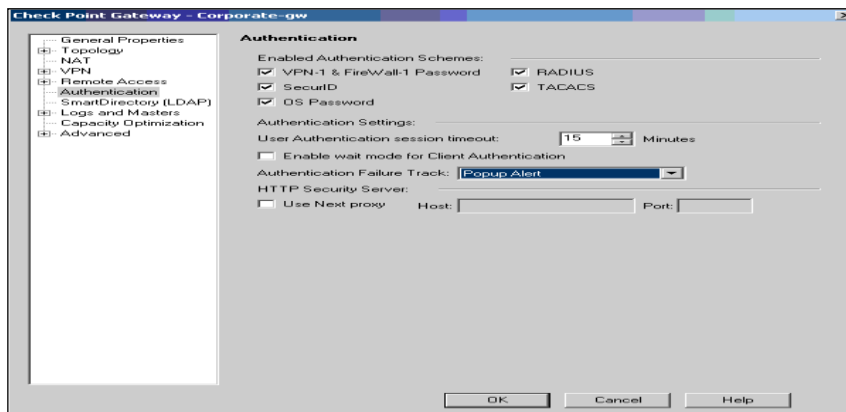 Check Point Gateway - Corporate-gw
General Properties
Topology
NAT
VPN
Remote Access
Authentication
SmartDirectory (LDAP)
Logs and Masters
Capacity Optimization
Advanced
Authentication
Enabled Authentication Schemes:
VPN-1 & FireWall-1 Password
RADIUS
SecurID
TACACS
OS Password
Authentication Settings:
User Authentication session timeout: 15 Minutes
Enable wait mode for Client Authentication
Authentication Failure Track: Popup Alert
HTTP Security Server:
Use Next proxy Host: Port:
OK Cancel Help